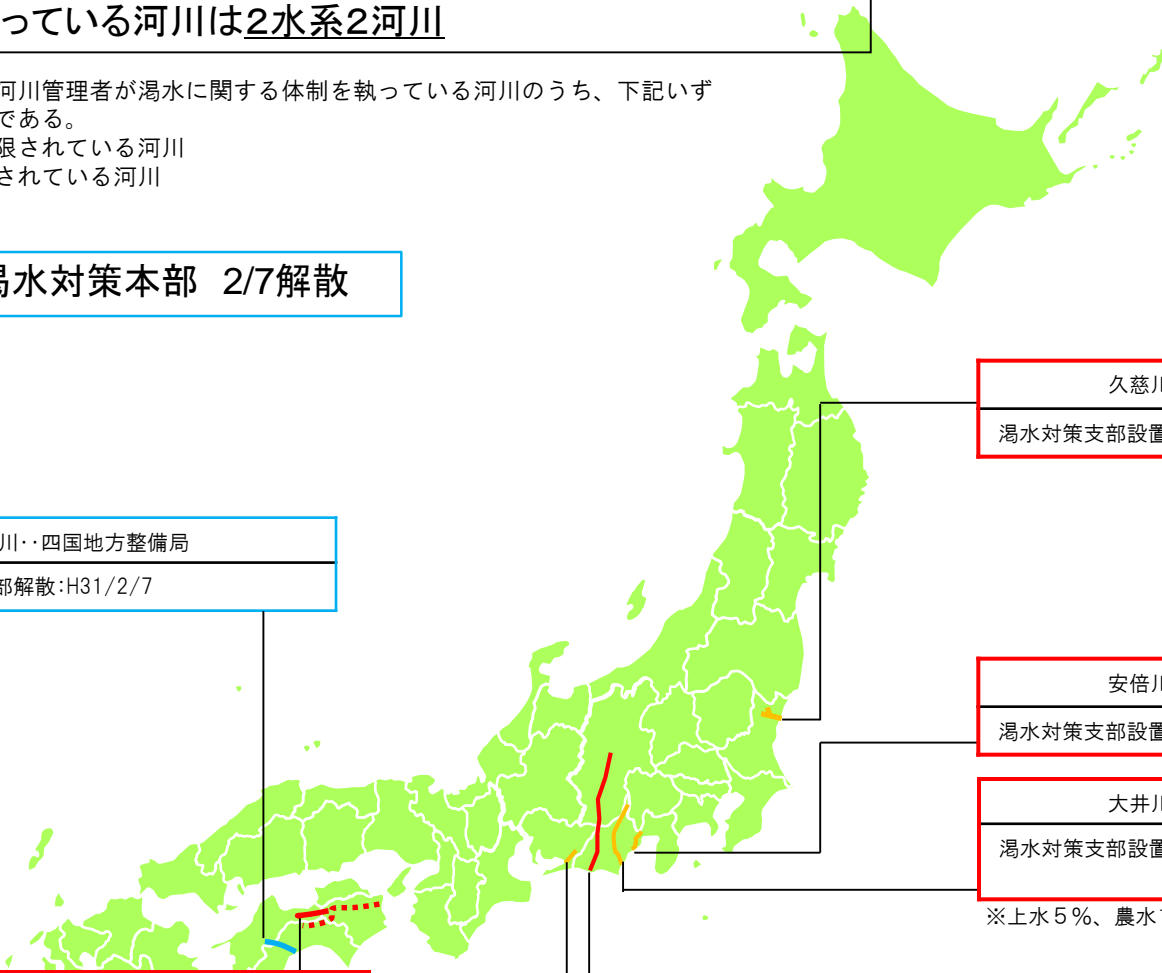 っている河川は2水系2河川
河川管理者が渇水に関する体制を執っている河川のうち、下記いず
である。
限されている河川
されている河川
渇水対策本部 2/7解散
久慈川
渇水対策支部設置
川‥四国地方整備局
部解散:H31/2/7
安倍川
渇水対策支部設置
大井川
渇水対策支部設置
※上水５％、農水